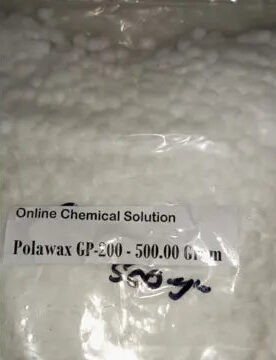 Online Chemical Solution
Polawax GP-200 - 500.00 Gram
500 gm